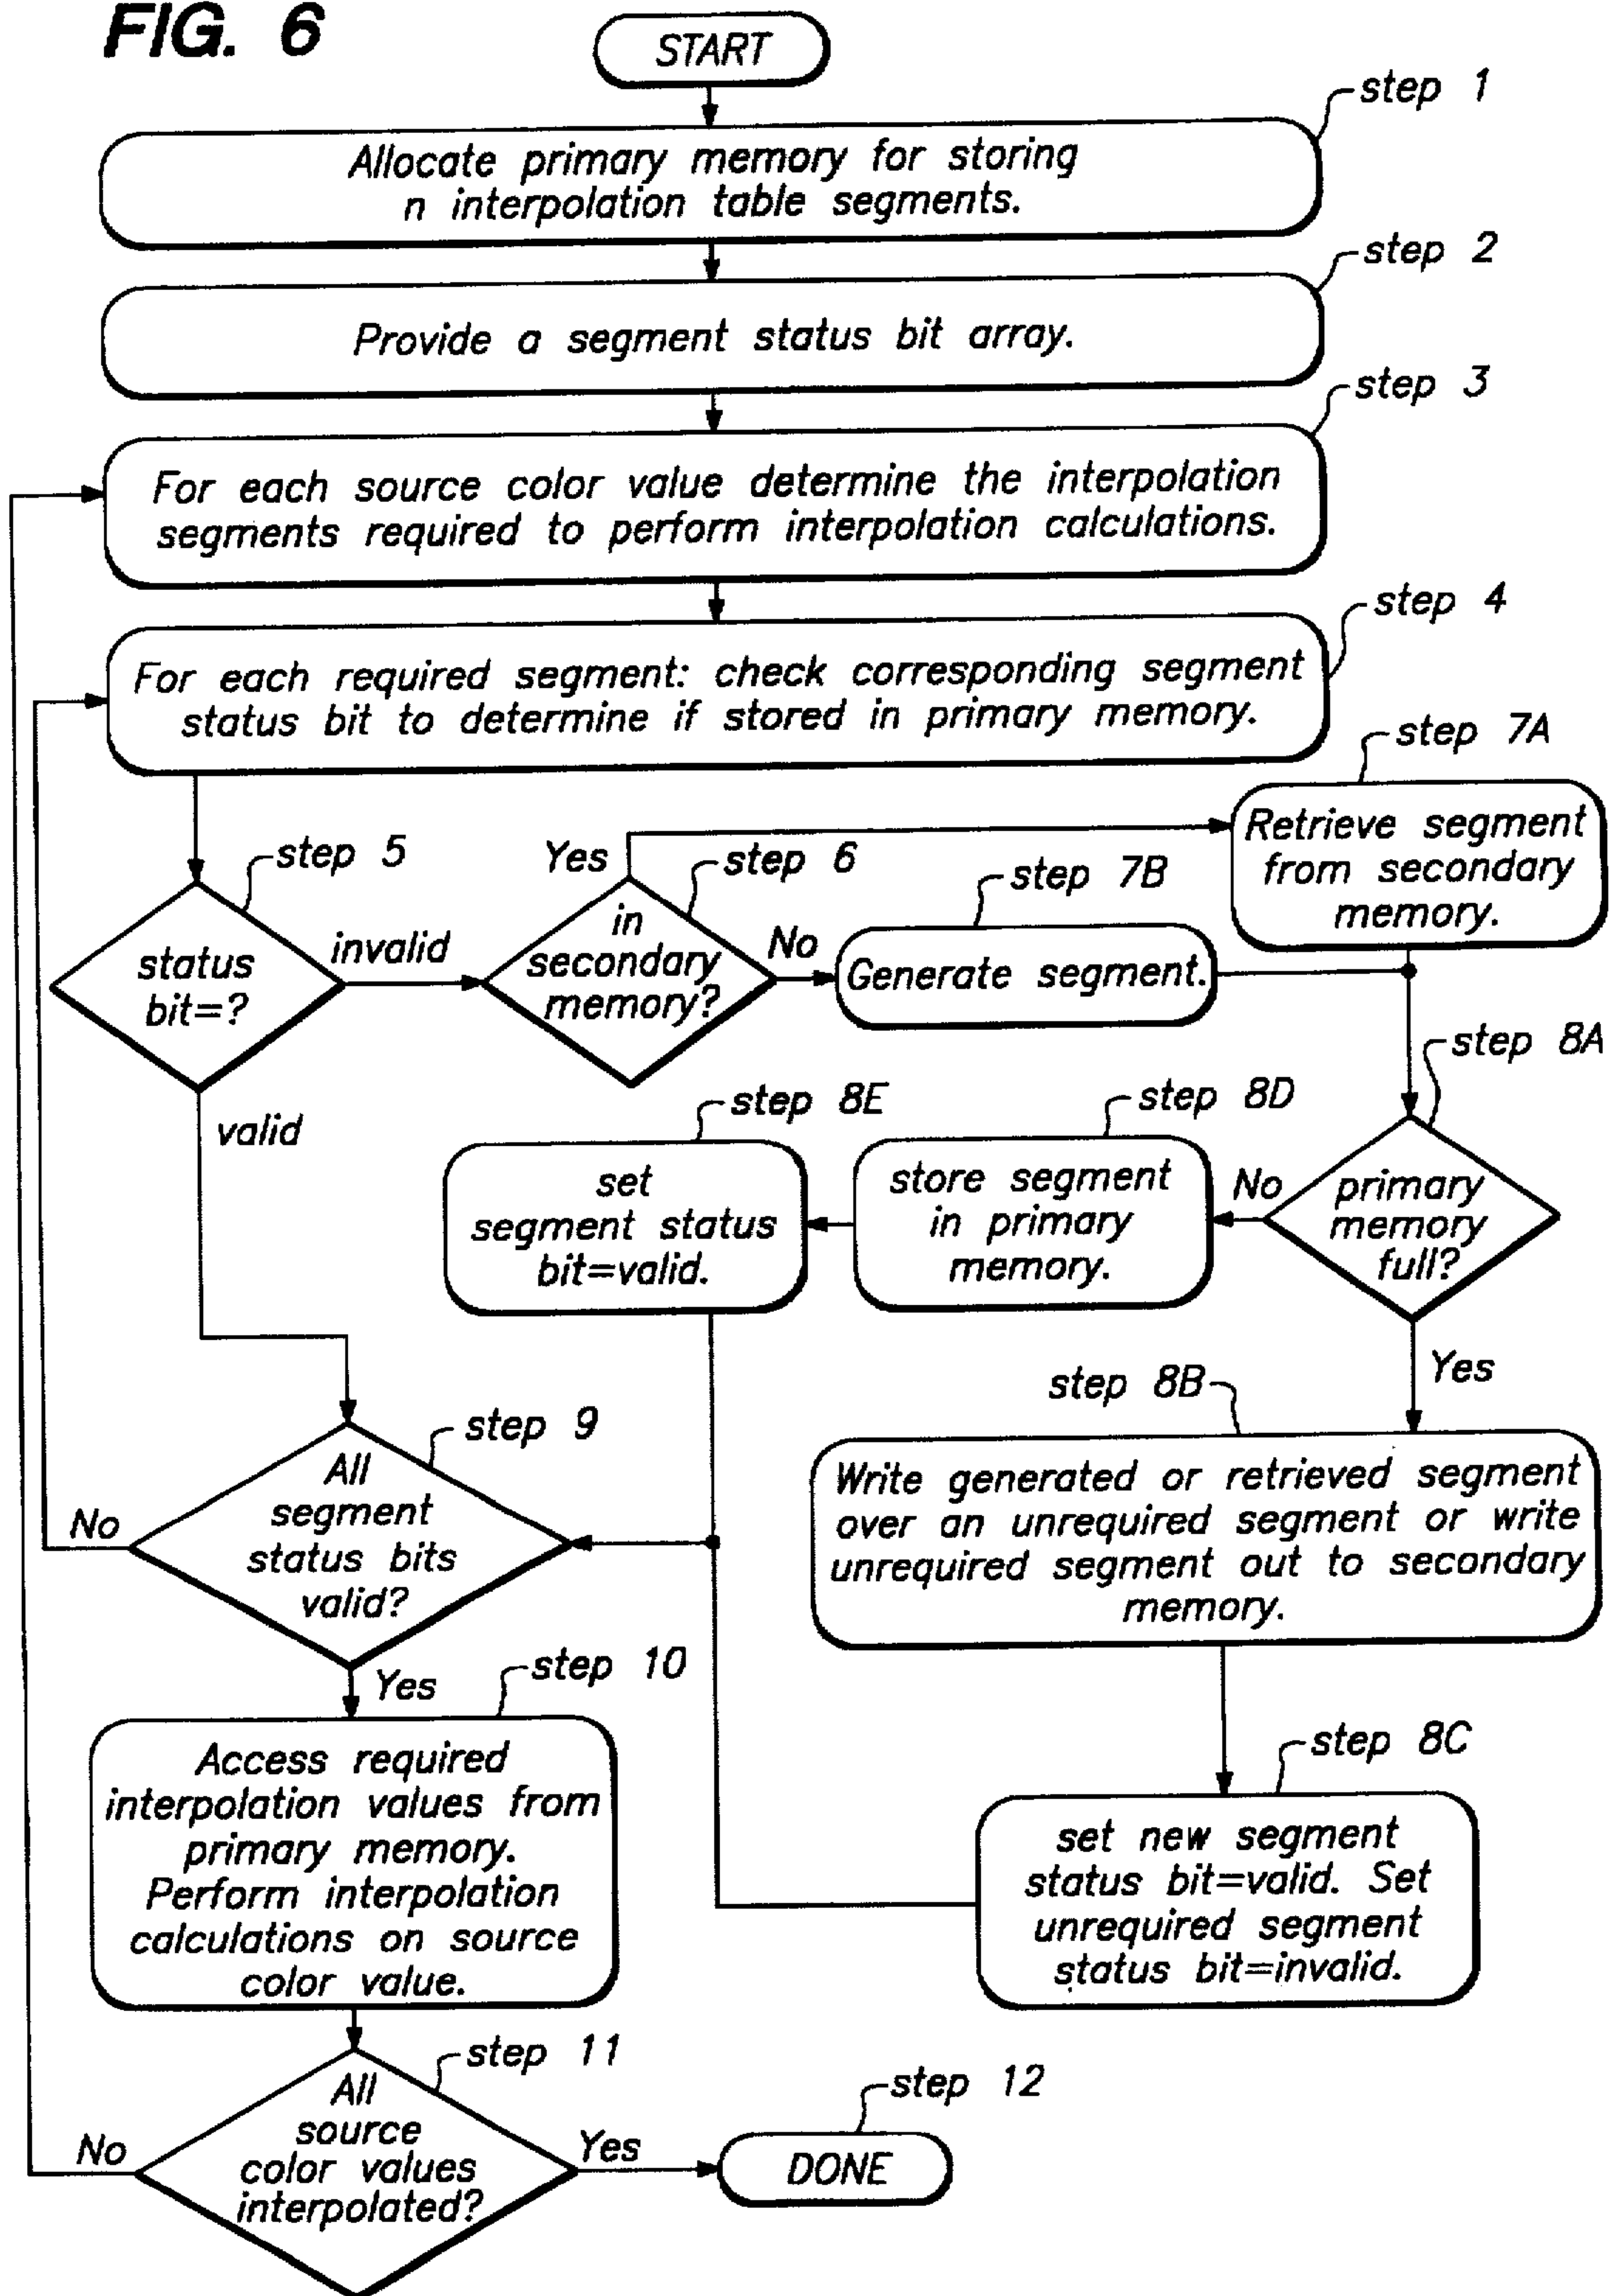 FIG. 6
START
step 1
Allocate primary memory for storing
n interpolation table segments.
step 2
Provide a segment status bit array.
step 3
For each source color value determine the interpolation
segments required to perform interpolation calculations.
step 4
For each required segment: check corresponding segment
status bit to determine if stored in primary memory.
step 7A
Retrieve segment
from secondary
memory.
step 5
status
bit=?
invalid
valid
step 6
in
secondary
memory?
Yes
No
step 7B
Generate segment.
step 8A
primary
memory
full?
No
Yes
step 8D
store segment
in primary
memory.
step 8E
set
segment status
bit=valid.
step 8B
Write generated or retrieved segment
over an unrequired segment or write
unrequired segment out to secondary
memory.
step 8C
set new segment
status bit=valid. Set
unrequired segment
status bit=invalid.
step 9
All
segment
status bits
valid?
No
Yes
step 10
Access required
interpolation values from
primary memory.
Perform interpolation
calculations on source
color value.
step 11
All
source
color values
interpolated?
No
Yes
step 12
DONE